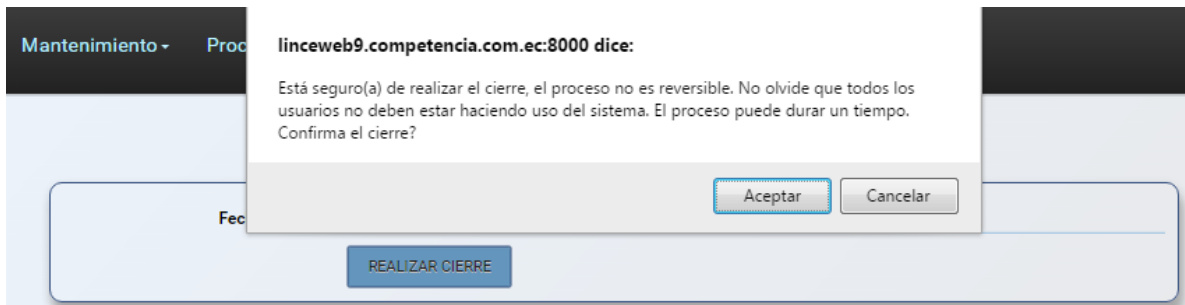 Mantenimiento
linceweb9.competencia.com.ec:8000 dice:
Está seguro(a) de realizar el cierre, el proceso no es reversible. No olvide que todos los
usuarios no deben estar haciendo uso del sistema. El proceso puede durar un tiempo.
Confirma el cierre?
Aceptar Cancelar
REALIZAR CIERRE